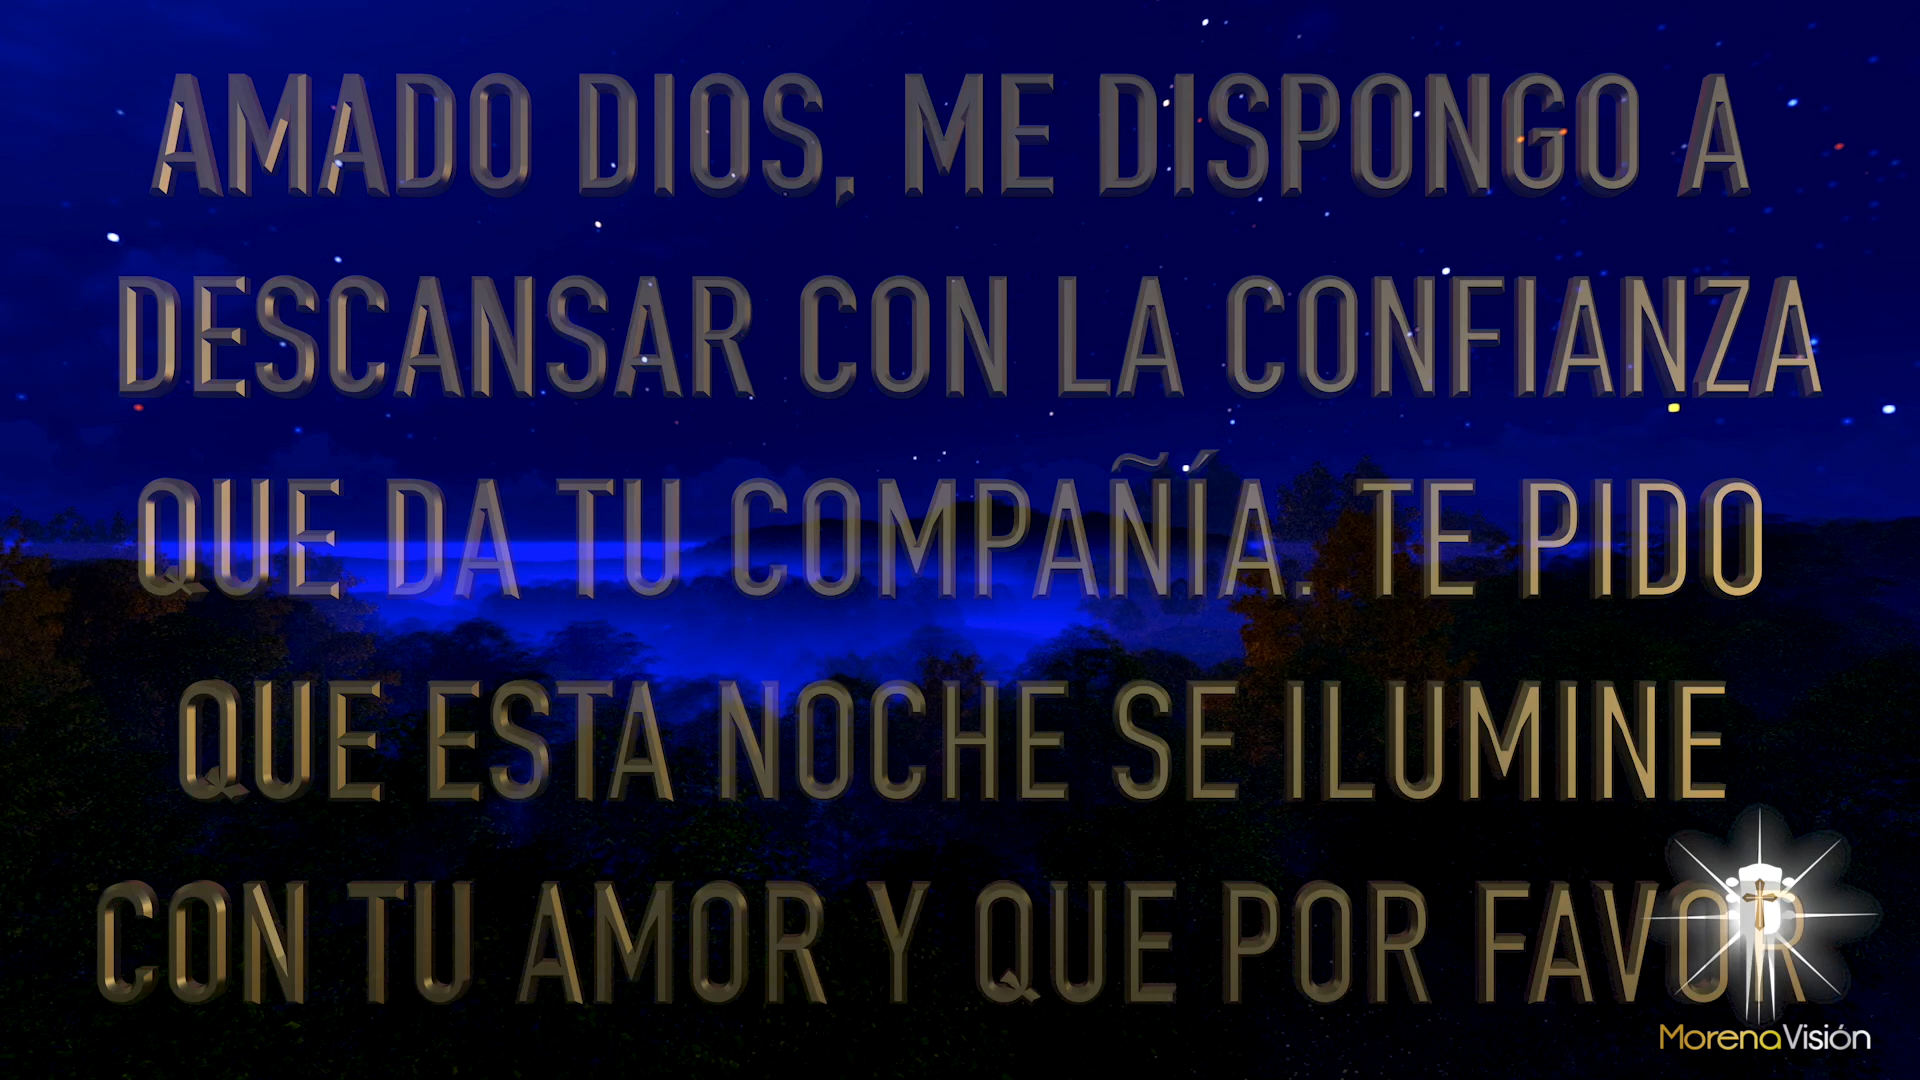 AMADO DIOS, ME DISPONGO A
DESCANSAR CON LA CONFIANZA
QUE DA TU COMPAÑÍA. TE PIDO
QUE ESTA NOCHE SE ILUMINE
CON TU AMOR Y QUE POR FAVOR
MorenaVisión